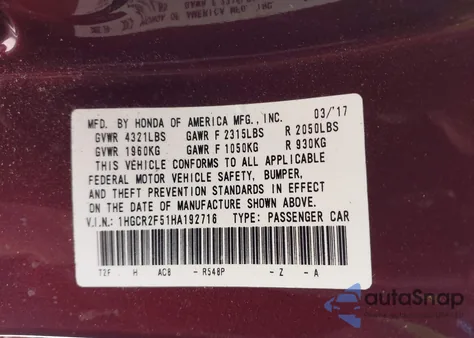 MFD. BY HONDA OF AMERICA MFG., INC. 03/'17
GVWR 4321LBS GAWR F 2315LBS R 2050LBS
GVWR 1960KG GAWR F 1050KG R 930KG
THIS VEHICLE CONFORMS TO ALL APPLICABLE
FEDERAL MOTOR VEHICLE SAFETY, BUMPER,
AND THEFT PREVENTION STANDARDS IN EFFECT
ON THE DATE OF MANUFACTURE SHOWN ABOVE.
V.I.N.: 1HGCR2F51HA192716 TYPE: PASSENGER CAR
T2F H AC8 - R548P - Z - A
autoSnap